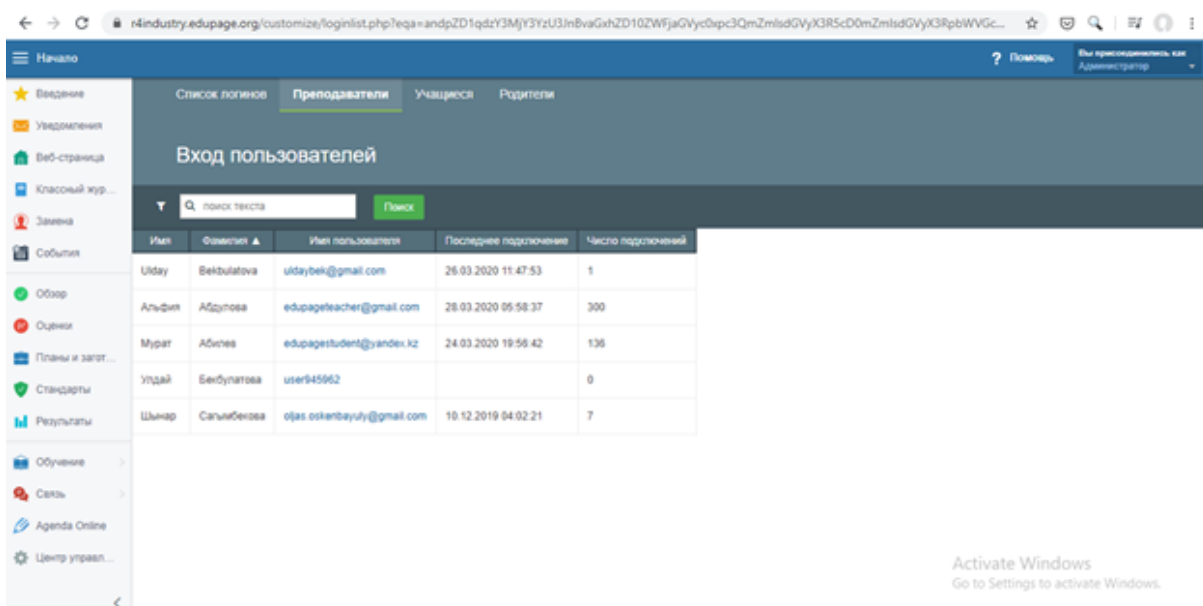 r4industry.edupage.org/customize/loginlist.php?eqa=
Начало
Помощь
Вы присоединились как
Администратор
Введение
Уведомления
Веб-страница
Классный жур...
Замена
События
Обзор
Оценки
Планы и загот...
Стандарты
Результаты
Обучение
Связь
Agenda Online
Центр управл...
Список логинов Преподаватели Учащиеся Родители
Вход пользователей
поиск текста Поиск
Имя Фамилия ▲ Имя пользователя Последнее подключение Число подключений
Ulday Bekbulatova uldaybek@gmail.com 26.03.2020 11:47:53 1
Альфия Абдулова edupageteacher@gmail.com 28.03.2020 05:58:37 300
Мурат Абилев edupagestudent@yandex.kz 24.03.2020 19:56:42 136
Улдай Бекбулатова user945962 0
Шынар Сагымбекова oljas.oskenbayuly@gmail.com 10.12.2019 04:02:21 7
Activate Windows
Go to Settings to activate Windows.